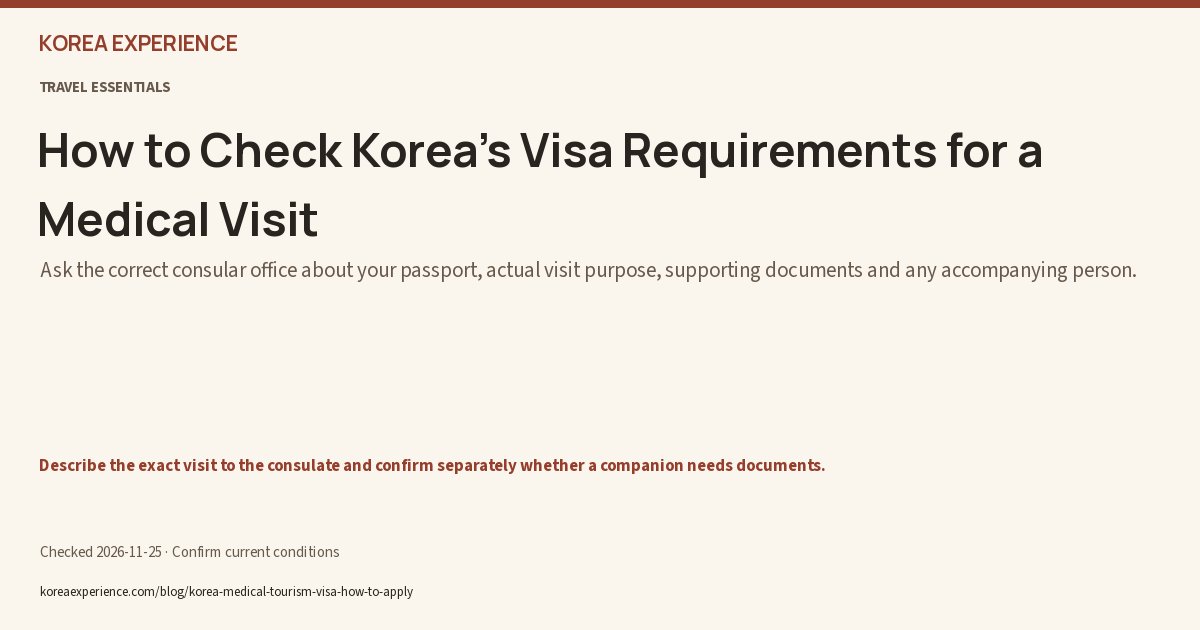 KOREA EXPERIENCE
TRAVEL ESSENTIALS
How to Check Korea’s Visa Requirements for a
Medical Visit
Ask the correct consular office about your passport, actual visit purpose, supporting documents and any accompanying person.
Describe the exact visit to the consulate and confirm separately whether a companion needs documents.
Checked 2026-11-25 · Confirm current conditions
koreaexperience.com/blog/korea-medical-tourism-visa-how-to-apply